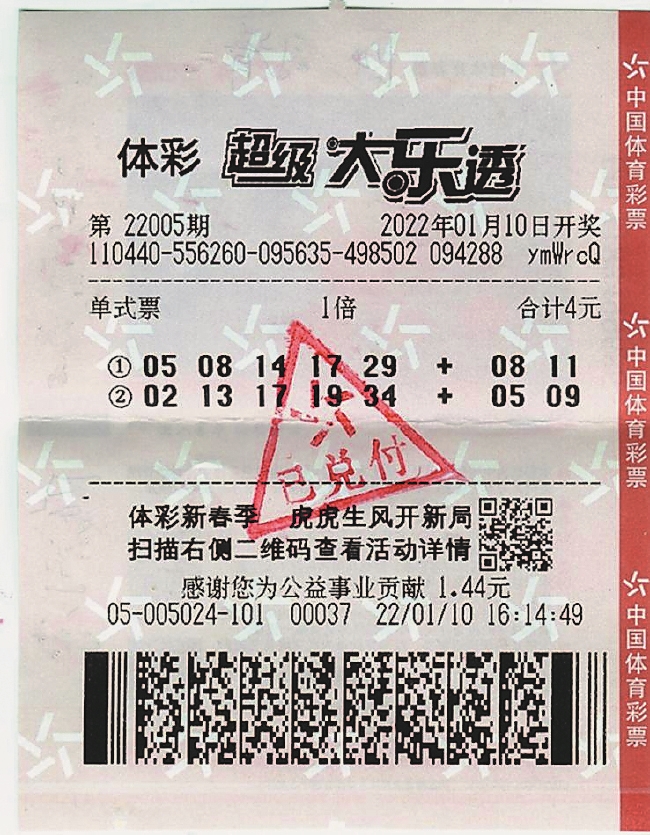 体彩 超级大乐透
第 22005期 2022年01月10日开奖
110440-556260-095635-498502 094288 ymWrcQ
单式票 1倍 合计4元
① 05 08 14 17 29 + 08 11
② 02 13 17 19 34 + 05 09
已兑付
体彩新春季 虎虎生风开新局
扫描右侧二维码查看活动详情
感谢您为公益事业贡献 1.44元
05-005024-101 00037 22/01/10 16:14:49
中国体育彩票
中国体育彩票
中国体育彩票